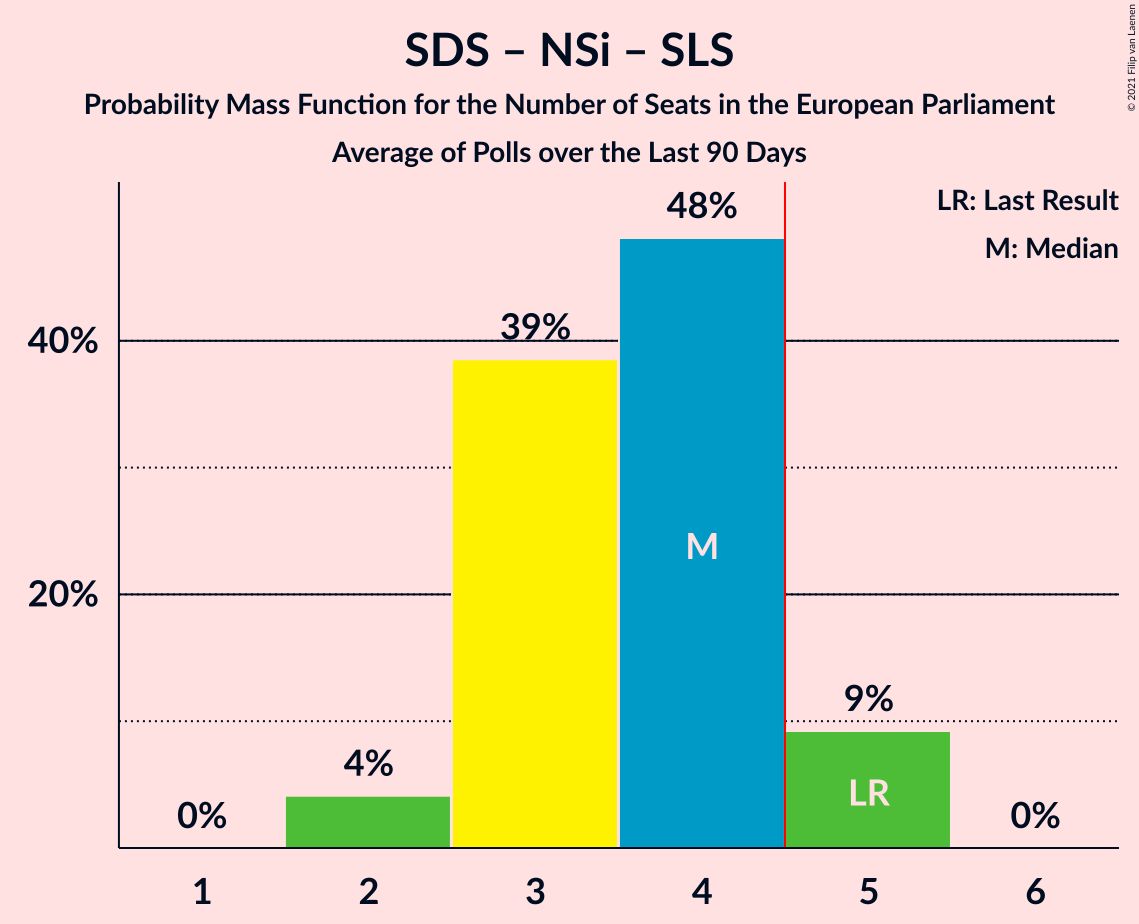 SDS – NSi – SLS
Probability Mass Function for the Number of Seats in the European Parliament
Average of Polls over the Last 90 Days
© 2021 Filip van Laenen
LR: Last Result
M: Median
48%
39%
40%
M
20%
9%
4%
LR
0%
0%
1 2 3 4 5 6